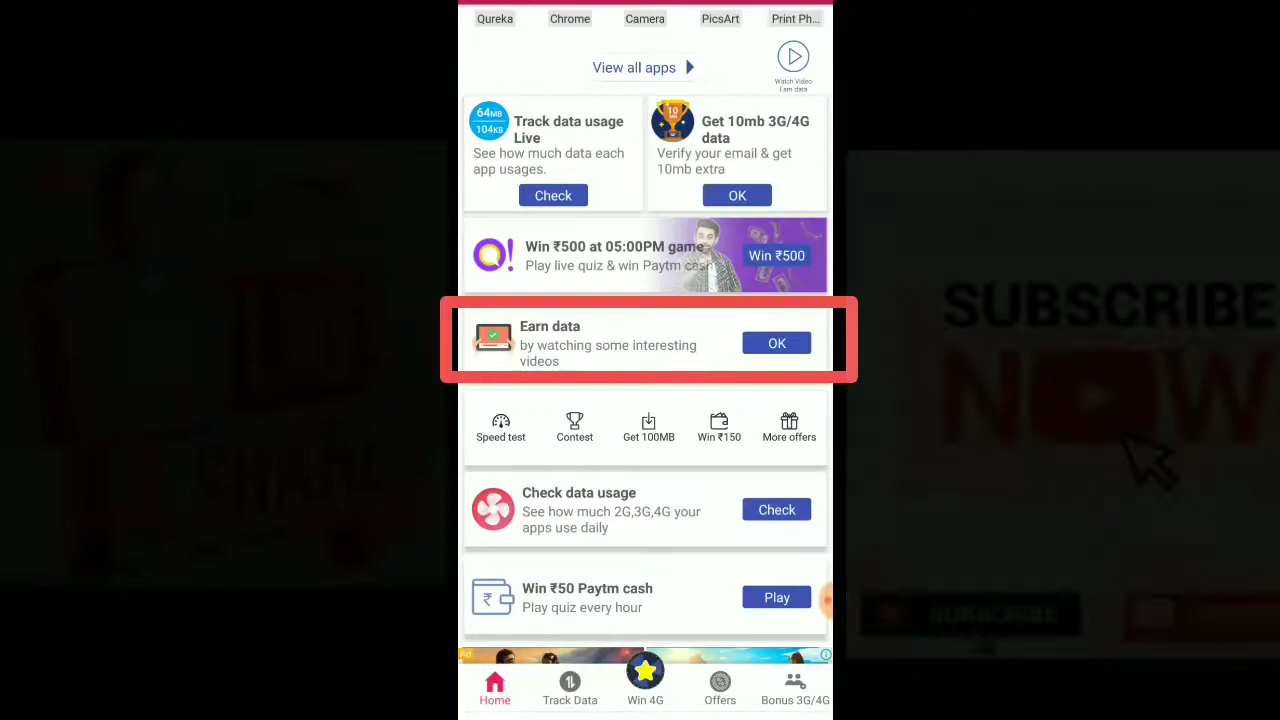 Qureka Chrome Camera PicsArt Print Ph...
View all apps
Watch Video
Earn data
64MB
104KB
Track data usage
Live
See how much data each
app usages.
Check
10
Get 10mb 3G/4G
data
Verify your email & get
10mb extra
OK
Win ₹500 at 05:00PM game
Play live quiz & win Paytm cash
Win ₹500
Earn data
by watching some interesting
videos
OK
Speed test Contest Get 100MB Win ₹150 More offers
Check data usage
See how much 2G,3G,4G your
apps use daily
Check
Win ₹50 Paytm cash
Play quiz every hour
Play
Ad
Home Track Data Win 4G Offers Bonus 3G/4G
SHARE
SUBSCRIBE
NOW
SUBSCRIBE